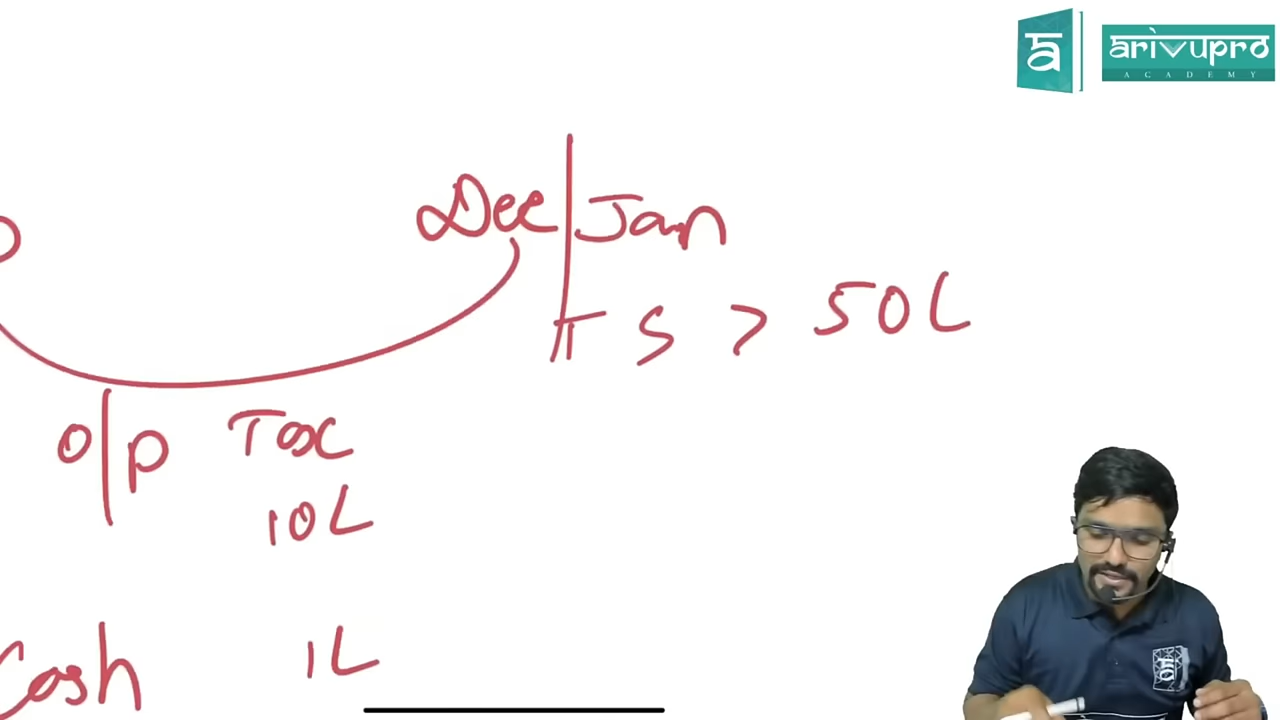 arivupro
ACADEMY
Dec Jan
TS > 50L
O/P Tax
10L
Cash 1L